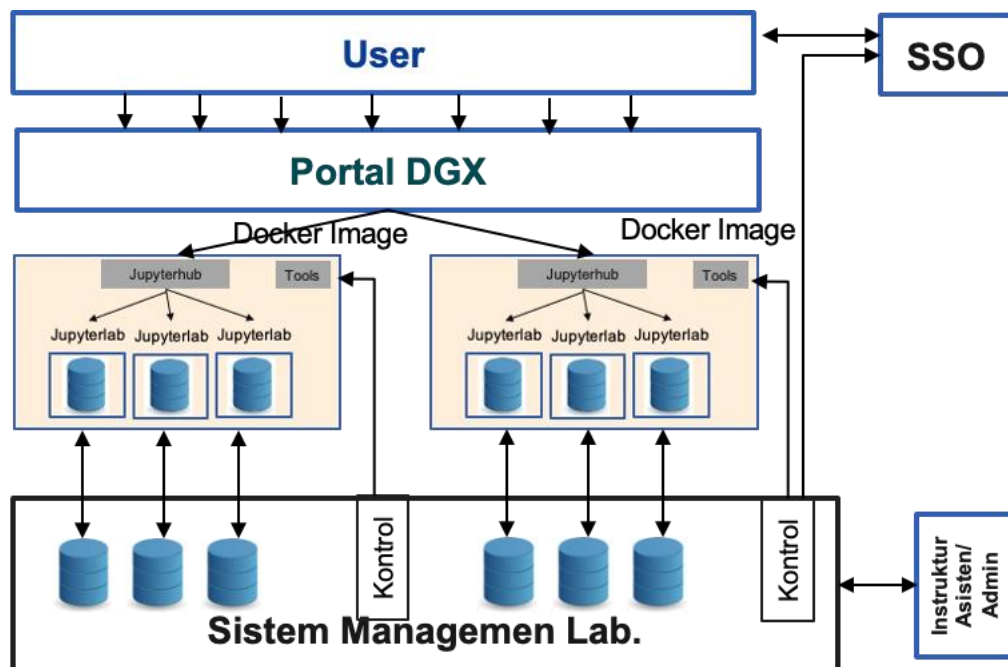 User
SSO
Portal DGX
Docker Image
Docker Image
Jupyterhub
Tools
Jupyterlab
Jupyterlab
Jupyterlab
Jupyterhub
Tools
Jupyterlab
Jupyterlab
Jupyterlab
Kontrol
Kontrol
Sistem Managemen Lab.
Instruktur
Asisten/
Admin